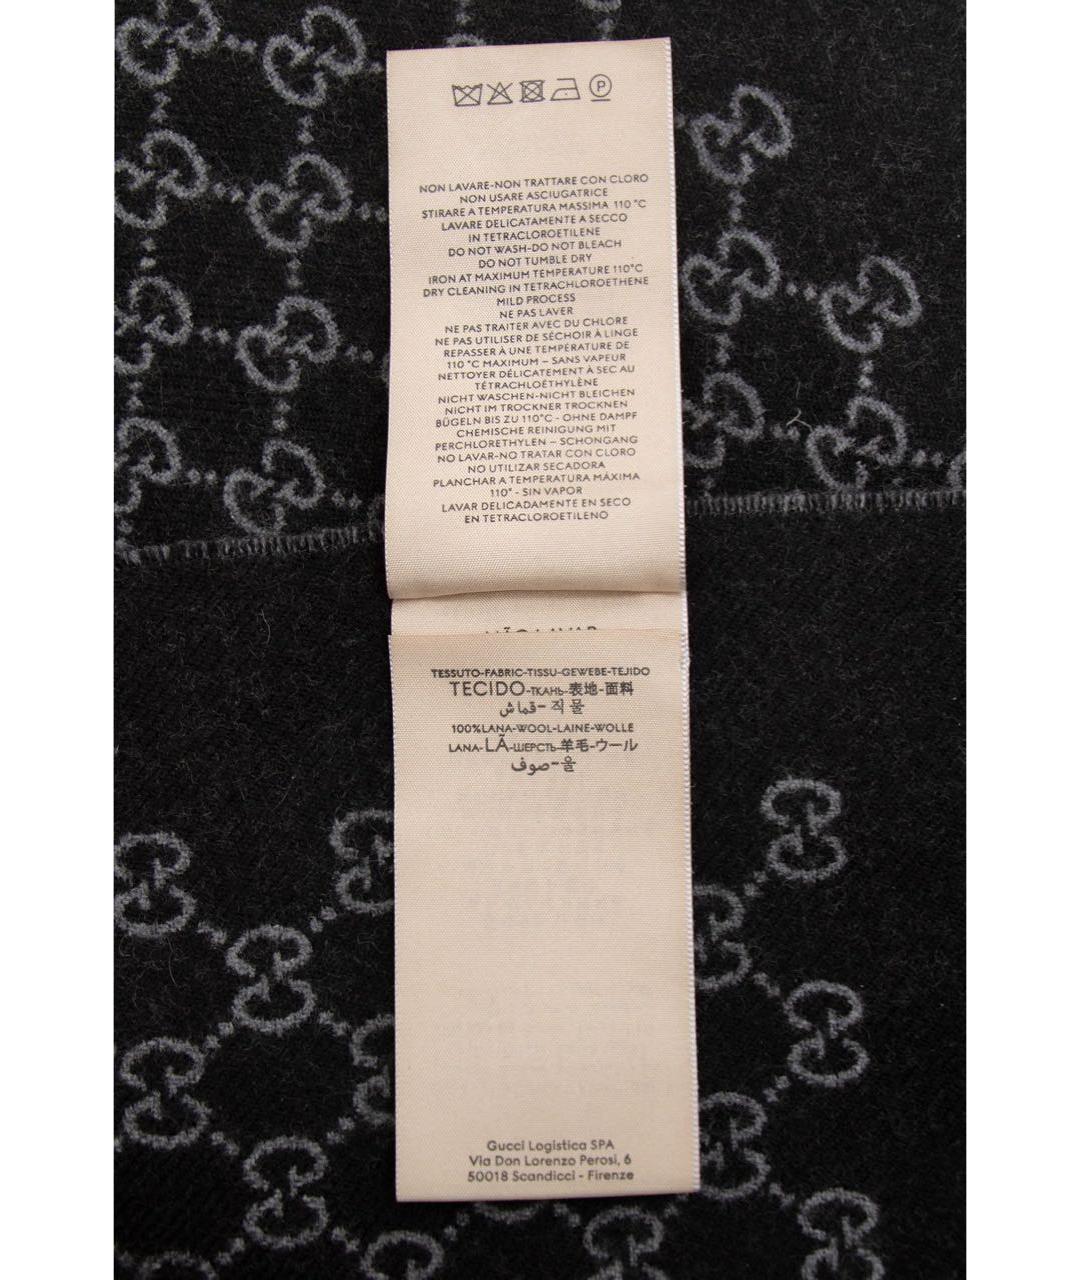 P
NON LAVARE-NON TRATTARE CON CLORO
NON USARE ASCIUGATRICE
STIRARE A TEMPERATURA MASSIMA 110 °C
LAVARE DELICATAMENTE A SECCO
IN TETRACLOROETILENE
DO NOT WASH-DO NOT BLEACH
DO NOT TUMBLE DRY
IRON AT MAXIMUM TEMPERATURE 110°C
DRY CLEANING IN TETRACHLOROETHENE
MILD PROCESS
NE PAS LAVER
NE PAS TRAITER AVEC DU CHLORE
NE PAS UTILISER DE SÉCHOIR À LINGE
REPASSER À UNE TEMPÉRATURE DE
110 °C MAXIMUM – SANS VAPEUR
NETTOYER DÉLICATEMENT À SEC AU
TÉTRACHLOÉTHYLÈNE
NICHT WASCHEN-NICHT BLEICHEN
NICHT IM TROCKNER TROCKNEN
BÜGELN BIS ZU 110°C - OHNE DAMPF
CHEMISCHE REINIGUNG MIT
PERCHLORETHYLEN – SCHONGANG
NO LAVAR-NO TRATAR CON CLORO
NO UTILIZAR SECADORA
PLANCHAR A TEMPERATURA MÁXIMA
110° - SIN VAPOR
LAVAR DELICADAMENTE EN SECO
EN TETRACLOROETILENO
NÃO LAVAR
TESSUTO-FABRIC-TISSU-GEWEBE-TEJIDO
TECIDO-ТКАНЬ-表地-面料
قماش-직물
100%LANA-WOOL-LAINE-WOLLE
LANA-LÃ-ШЕРСТЬ-羊毛-ウール
صوف-울
Gucci Logistica SPA
Via Don Lorenzo Perosi, 6
50018 Scandicci - Firenze